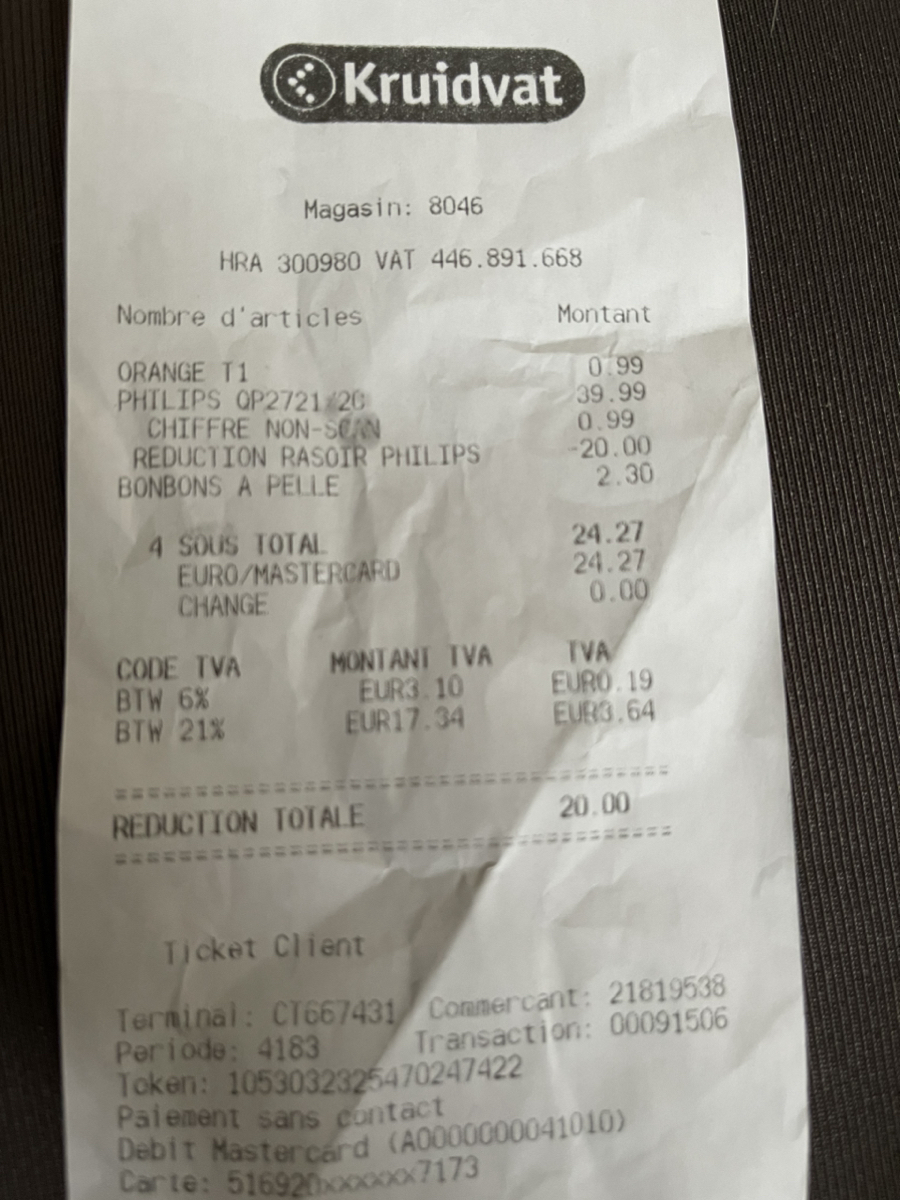 Kruidvat
Magasin: 8046
HRA 300980 VAT 446.891.668
Nombre d'articles Montant
ORANGE T1 0.99
PHILIPS QP2721/20 39.99
CHIFFRE NON-SCAN 0.99
REDUCTION RASOIR PHILIPS -20.00
BONBONS A PELLE 2.30
4 SOUS TOTAL 24.27
EURO/MASTERCARD 24.27
CHANGE 0.00
CODE TVA MONTANT TVA TVA
BTW 6% EUR3.10 EUR0.19
BTW 21% EUR17.34 EUR3.64
====================================
REDUCTION TOTALE 20.00
====================================
Ticket Client
Terminal: CT667431 Commercant: 21819538
Periode: 4183 Transaction: 00091506
Token: 1053032325470247422
Paiement sans contact
Debit Mastercard (A0000000041010)
Carte: 516920xxxxxx7173